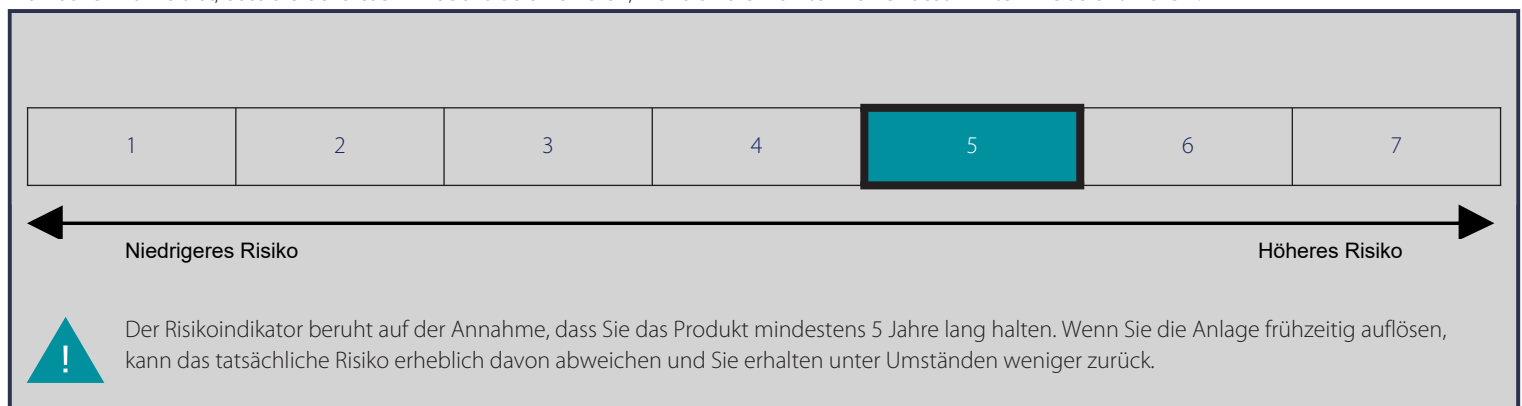 1 2 3 4 5 6 7
Niedrigeres Risiko Höheres Risiko
Der Risikoindikator beruht auf der Annahme, dass Sie das Produkt mindestens 5 Jahre lang halten. Wenn Sie die Anlage frühzeitig auflösen,
! kann das tatsächliche Risiko erheblich davon abweichen und Sie erhalten unter Umständen weniger zurück.